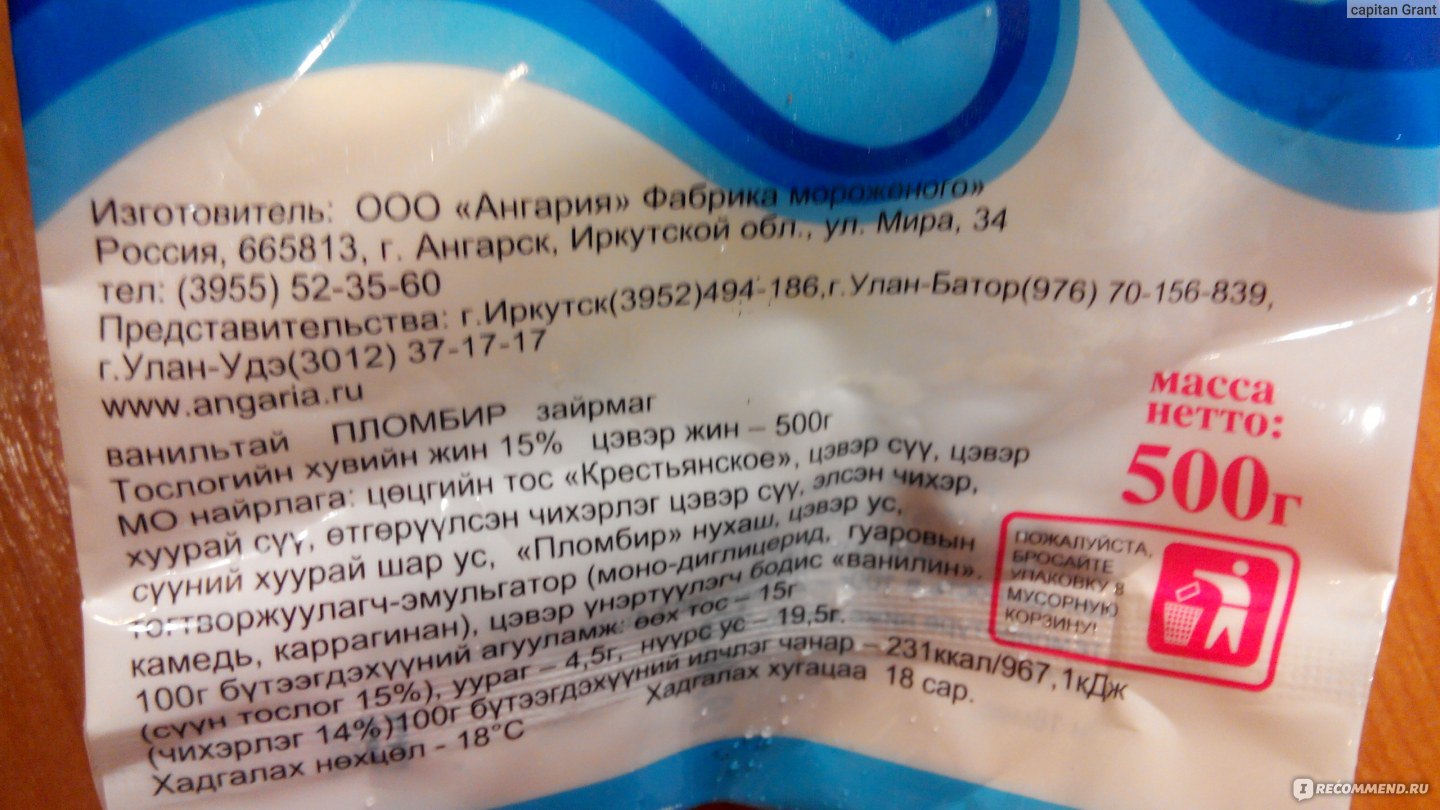 capitan Grant
Изготовитель: ООО «Ангария» Фабрика мороженого»
Россия, 665813, г. Ангарск, Иркутской обл., ул. Мира, 34
тел: (3955) 52-35-60
Представительства: г.Иркутск(3952)494-186,г.Улан-Батор(976) 70-156-839,
г.Улан-Удэ(3012) 37-17-17
www.angaria.ru
ванильтай ПЛОМБИР зайрмаг
Тослогийн хувийн жин 15% цэвэр жин – 500г
МО найрлага: цөцгийн тос «Крестьянское», цэвэр сүү, цэвэр
хуурай сүү, өтгөрүүлсэн чихэрлэг цэвэр сүү, элсэн чихэр,
сүүний хуурай шар ус, «Пломбир» нухаш, цэвэр ус,
тогтворжуулагч-эмульгатор (моно-диглицерид, гуаровын
камедь, каррагинан), цэвэр үнэртүүлэгч бодис «ванилин».
100г бүтээгдэхүүний агууламж: өөх тос – 15г
(сүүн тослог 15%), уураг – 4,5г, нүүрс ус – 19,5г.
(чихэрлэг 14%)100г бүтээгдэхүүний илчлэг чанар – 231ккал/967,1кДж
Хадгалах нөхцөл - 18°С Хадгалах хугацаа 18 сар.
масса
нетто:
500г
ПОЖАЛУЙСТА,
БРОСАЙТЕ
УПАКОВКУ В
МУСОРНУЮ
КОРЗИНУ!
IRECOMMEND.RU